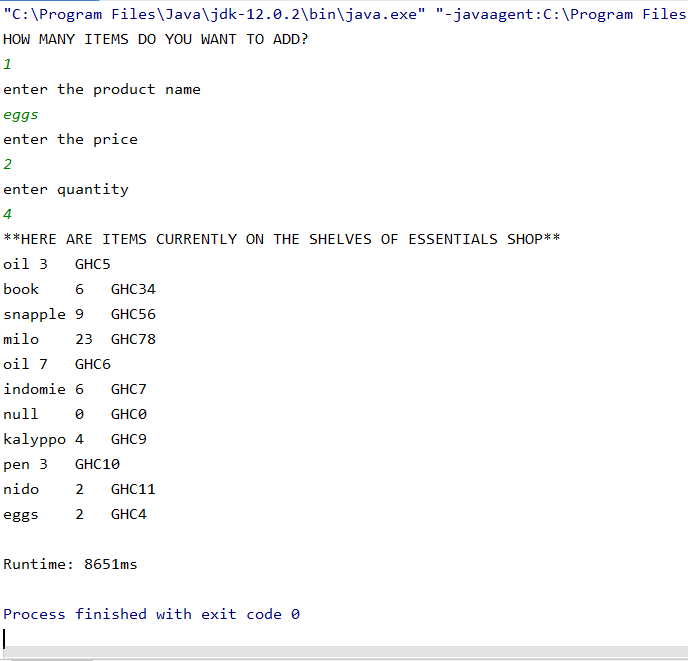 "C:\Program Files\Java\jdk-12.0.2\bin\java.exe" "-javaagent:C:\Program Files
HOW MANY ITEMS DO YOU WANT TO ADD?
1
enter the product name
eggs
enter the price
2
enter quantity
4
**HERE ARE ITEMS CURRENTLY ON THE SHELVES OF ESSENTIALS SHOP**
oil 3   GHC5
book    6   GHC34
snapple 9   GHC56
milo    23  GHC78
oil 7   GHC6
indomie 6   GHC7
null    0   GHC0
kalyppo 4   GHC9
pen 3   GHC10
nido    2   GHC11
eggs    2   GHC4
Runtime: 8651ms
Process finished with exit code 0